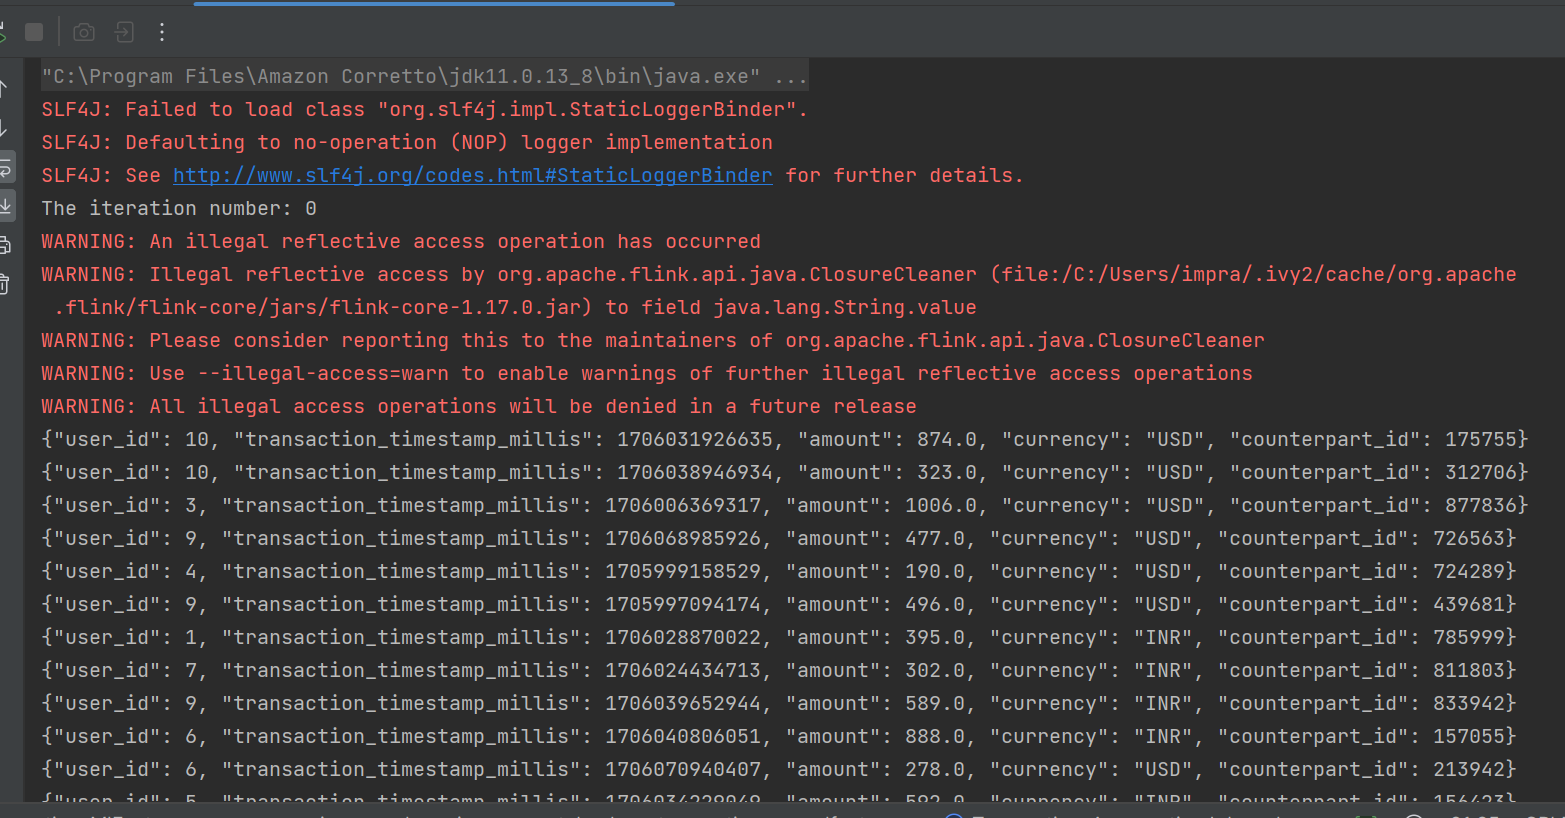 "C:\Program Files\Amazon Corretto\jdk11.0.13_8\bin\java.exe" ...
SLF4J: Failed to load class "org.slf4j.impl.StaticLoggerBinder".
SLF4J: Defaulting to no-operation (NOP) logger implementation
SLF4J: See http://www.slf4j.org/codes.html#StaticLoggerBinder for further details.
The iteration number: 0
WARNING: An illegal reflective access operation has occurred
WARNING: Illegal reflective access by org.apache.flink.api.java.ClosureCleaner (file:/C:/Users/impra/.ivy2/cache/org.apache
.flink/flink-core/jars/flink-core-1.17.0.jar) to field java.lang.String.value
WARNING: Please consider reporting this to the maintainers of org.apache.flink.api.java.ClosureCleaner
WARNING: Use --illegal-access=warn to enable warnings of further illegal reflective access operations
WARNING: All illegal access operations will be denied in a future release
{"user_id": 10, "transaction_timestamp_millis": 1706031926635, "amount": 874.0, "currency": "USD", "counterpart_id": 175755}
{"user_id": 10, "transaction_timestamp_millis": 1706038946934, "amount": 323.0, "currency": "USD", "counterpart_id": 312706}
{"user_id": 3, "transaction_timestamp_millis": 1706006369317, "amount": 1006.0, "currency": "USD", "counterpart_id": 877836}
{"user_id": 9, "transaction_timestamp_millis": 1706068985926, "amount": 477.0, "currency": "USD", "counterpart_id": 726563}
{"user_id": 4, "transaction_timestamp_millis": 1705999158529, "amount": 190.0, "currency": "USD", "counterpart_id": 724289}
{"user_id": 9, "transaction_timestamp_millis": 1705997094174, "amount": 496.0, "currency": "USD", "counterpart_id": 439681}
{"user_id": 1, "transaction_timestamp_millis": 1706028870022, "amount": 395.0, "currency": "INR", "counterpart_id": 785999}
{"user_id": 7, "transaction_timestamp_millis": 1706024434713, "amount": 302.0, "currency": "INR", "counterpart_id": 811803}
{"user_id": 9, "transaction_timestamp_millis": 1706039652944, "amount": 589.0, "currency": "INR", "counterpart_id": 833942}
{"user_id": 6, "transaction_timestamp_millis": 1706040806051, "amount": 888.0, "currency": "INR", "counterpart_id": 157055}
{"user_id": 6, "transaction_timestamp_millis": 1706070940407, "amount": 278.0, "currency": "USD", "counterpart_id": 213942}
{"user_id": 5, "transaction_timestamp_millis": "amount": "currency": "INR", "counterpart_id":